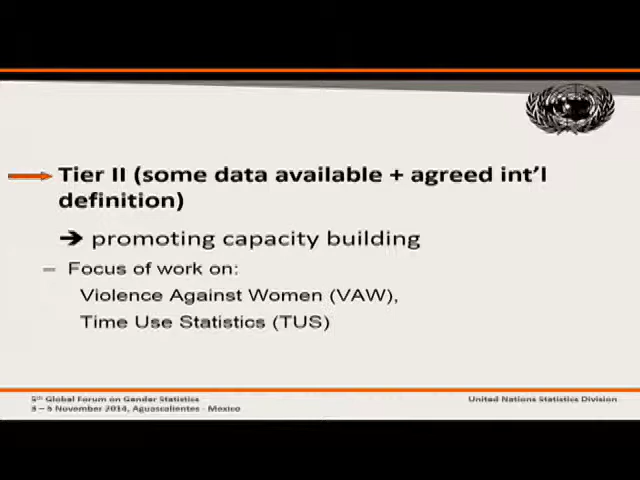 Tier II (some data available + agreed int'l
definition)
➔ promoting capacity building
– Focus of work on:
Violence Against Women (VAW),
Time Use Statistics (TUS)
5th Global Forum on Gender Statistics
3 – 5 November 2014, Aguascalientes - Mexico
United Nations Statistics Division